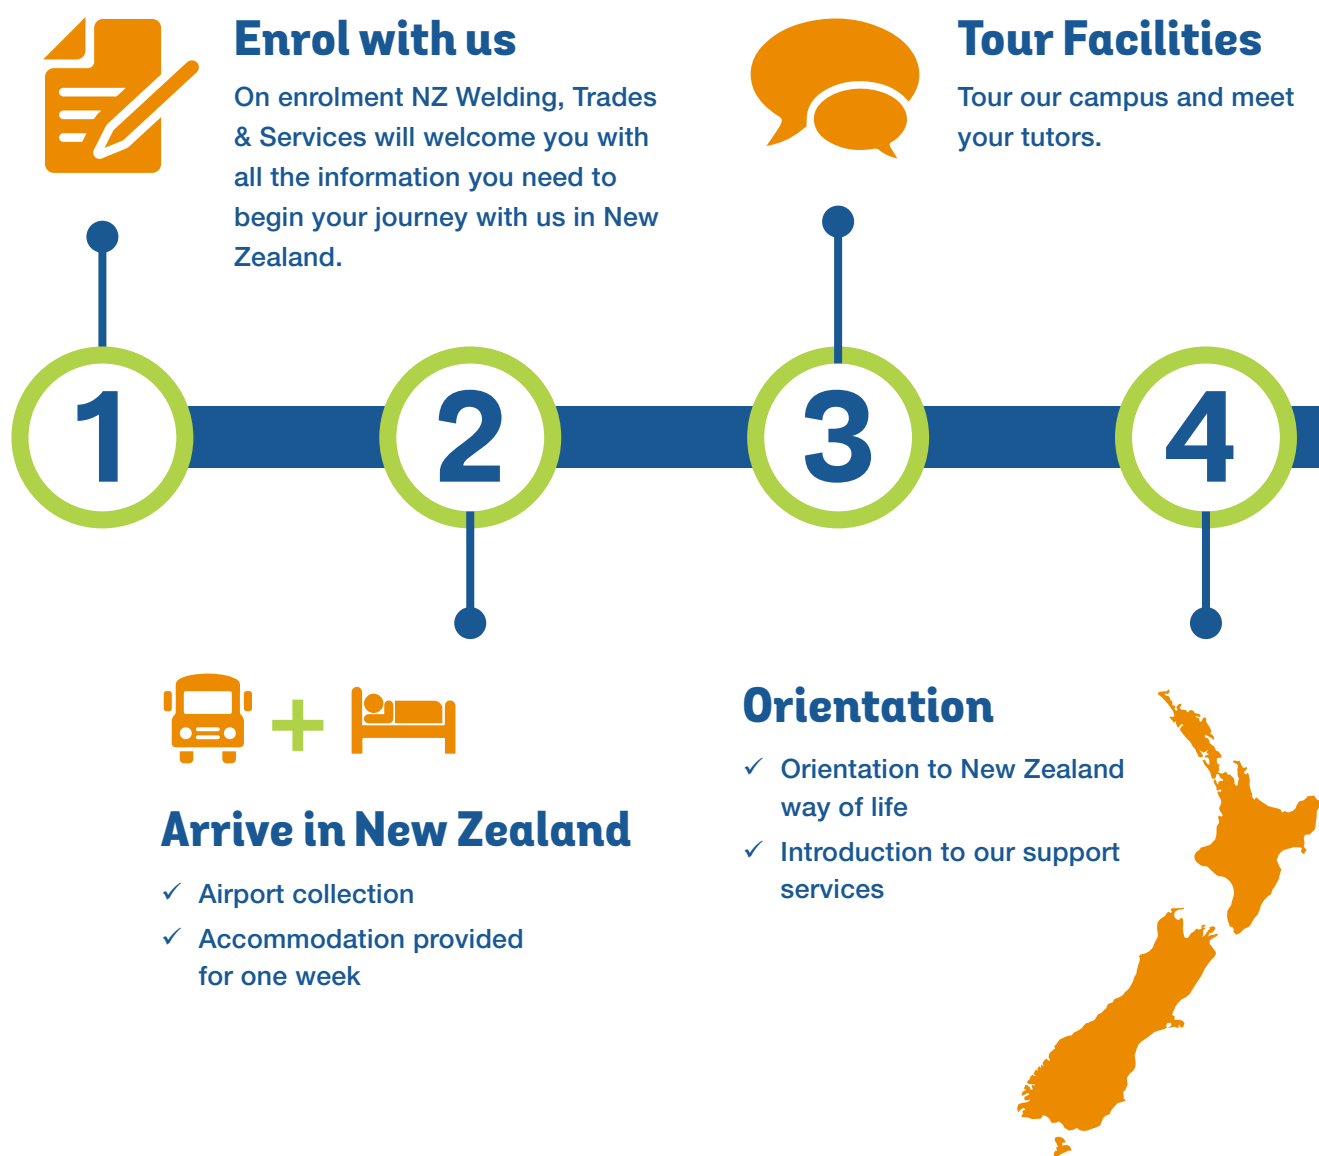 Enrol with us
On enrolment NZ Welding, Trades
& Services will welcome you with
all the information you need to
begin your journey with us in New
Zealand.
Tour Facilities
Tour our campus and meet
your tutors.
1
2
3
4
Arrive in New Zealand
✓ Airport collection
✓ Accommodation provided
for one week
Orientation
✓ Orientation to New Zealand
way of life
✓ Introduction to our support
services